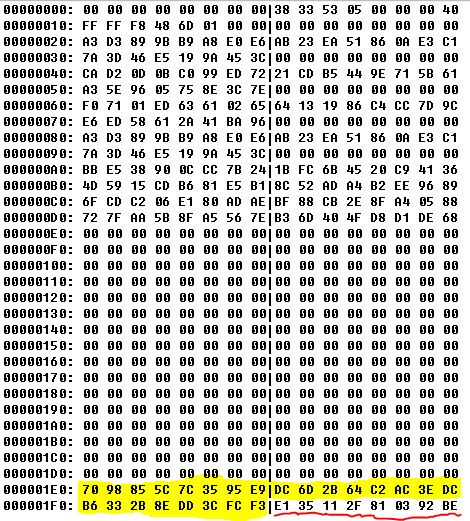 00000000: 00 00 00 00 00 00 00 00|38 33 53 05 00 00 00 40
00000010: FF FF F8 48 6D 01 00 00|00 00 00 00 00 00 00 00
00000020: A3 D3 89 9B B9 A8 E0 E6|AB 23 EA 51 86 0A E3 C1
00000030: 7A 3D 46 E5 19 9A 45 3C|00 00 00 00 00 00 00 00
00000040: CA D2 0D 0B C0 99 ED 72|21 CD B5 44 9E 71 5B 61
00000050: A3 5E 96 05 75 8E 3C 7E|00 00 00 00 00 00 00 00
00000060: F0 71 01 ED 63 61 02 65|64 13 19 86 C4 CC 7D 9C
00000070: E6 ED 58 61 2A 41 BA 96|00 00 00 00 00 00 00 00
00000080: A3 D3 89 9B B9 A8 E0 E6|AB 23 EA 51 86 0A E3 C1
00000090: 7A 3D 46 E5 19 9A 45 3C|00 00 00 00 00 00 00 00
000000A0: BB E5 38 90 0C CC 7B 24|1B FC 6B 45 20 C9 41 36
000000B0: 4D 59 15 CD B6 81 E5 B1|8C 52 AD A4 B2 EE 96 89
000000C0: 6F CD C2 06 E1 80 AD AE|BF 88 CB 2E 8F A4 05 88
000000D0: 72 7F AA 5B 8F A5 56 7E|B3 6D 40 4F D8 D1 DE 68
000000E0: 00 00 00 00 00 00 00 00|00 00 00 00 00 00 00 00
000000F0: 00 00 00 00 00 00 00 00|00 00 00 00 00 00 00 00
00000100: 00 00 00 00 00 00 00 00|00 00 00 00 00 00 00 00
00000110: 00 00 00 00 00 00 00 00|00 00 00 00 00 00 00 00
00000120: 00 00 00 00 00 00 00 00|00 00 00 00 00 00 00 00
00000130: 00 00 00 00 00 00 00 00|00 00 00 00 00 00 00 00
00000140: 00 00 00 00 00 00 00 00|00 00 00 00 00 00 00 00
00000150: 00 00 00 00 00 00 00 00|00 00 00 00 00 00 00 00
00000160: 00 00 00 00 00 00 00 00|00 00 00 00 00 00 00 00
00000170: 00 00 00 00 00 00 00 00|00 00 00 00 00 00 00 00
00000180: 00 00 00 00 00 00 00 00|00 00 00 00 00 00 00 00
00000190: 00 00 00 00 00 00 00 00|00 00 00 00 00 00 00 00
000001A0: 00 00 00 00 00 00 00 00|00 00 00 00 00 00 00 00
000001B0: 00 00 00 00 00 00 00 00|00 00 00 00 00 00 00 00
000001C0: 00 00 00 00 00 00 00 00|00 00 00 00 00 00 00 00
000001D0: 00 00 00 00 00 00 00 00|00 00 00 00 00 00 00 00
000001E0: 70 98 85 5C 7C 35 95 E9|DC 6D 2B 64 C2 AC 3E DC
000001F0: B6 33 2B 8E DD 3C FC F3|E1 35 11 2F 81 03 92 BE